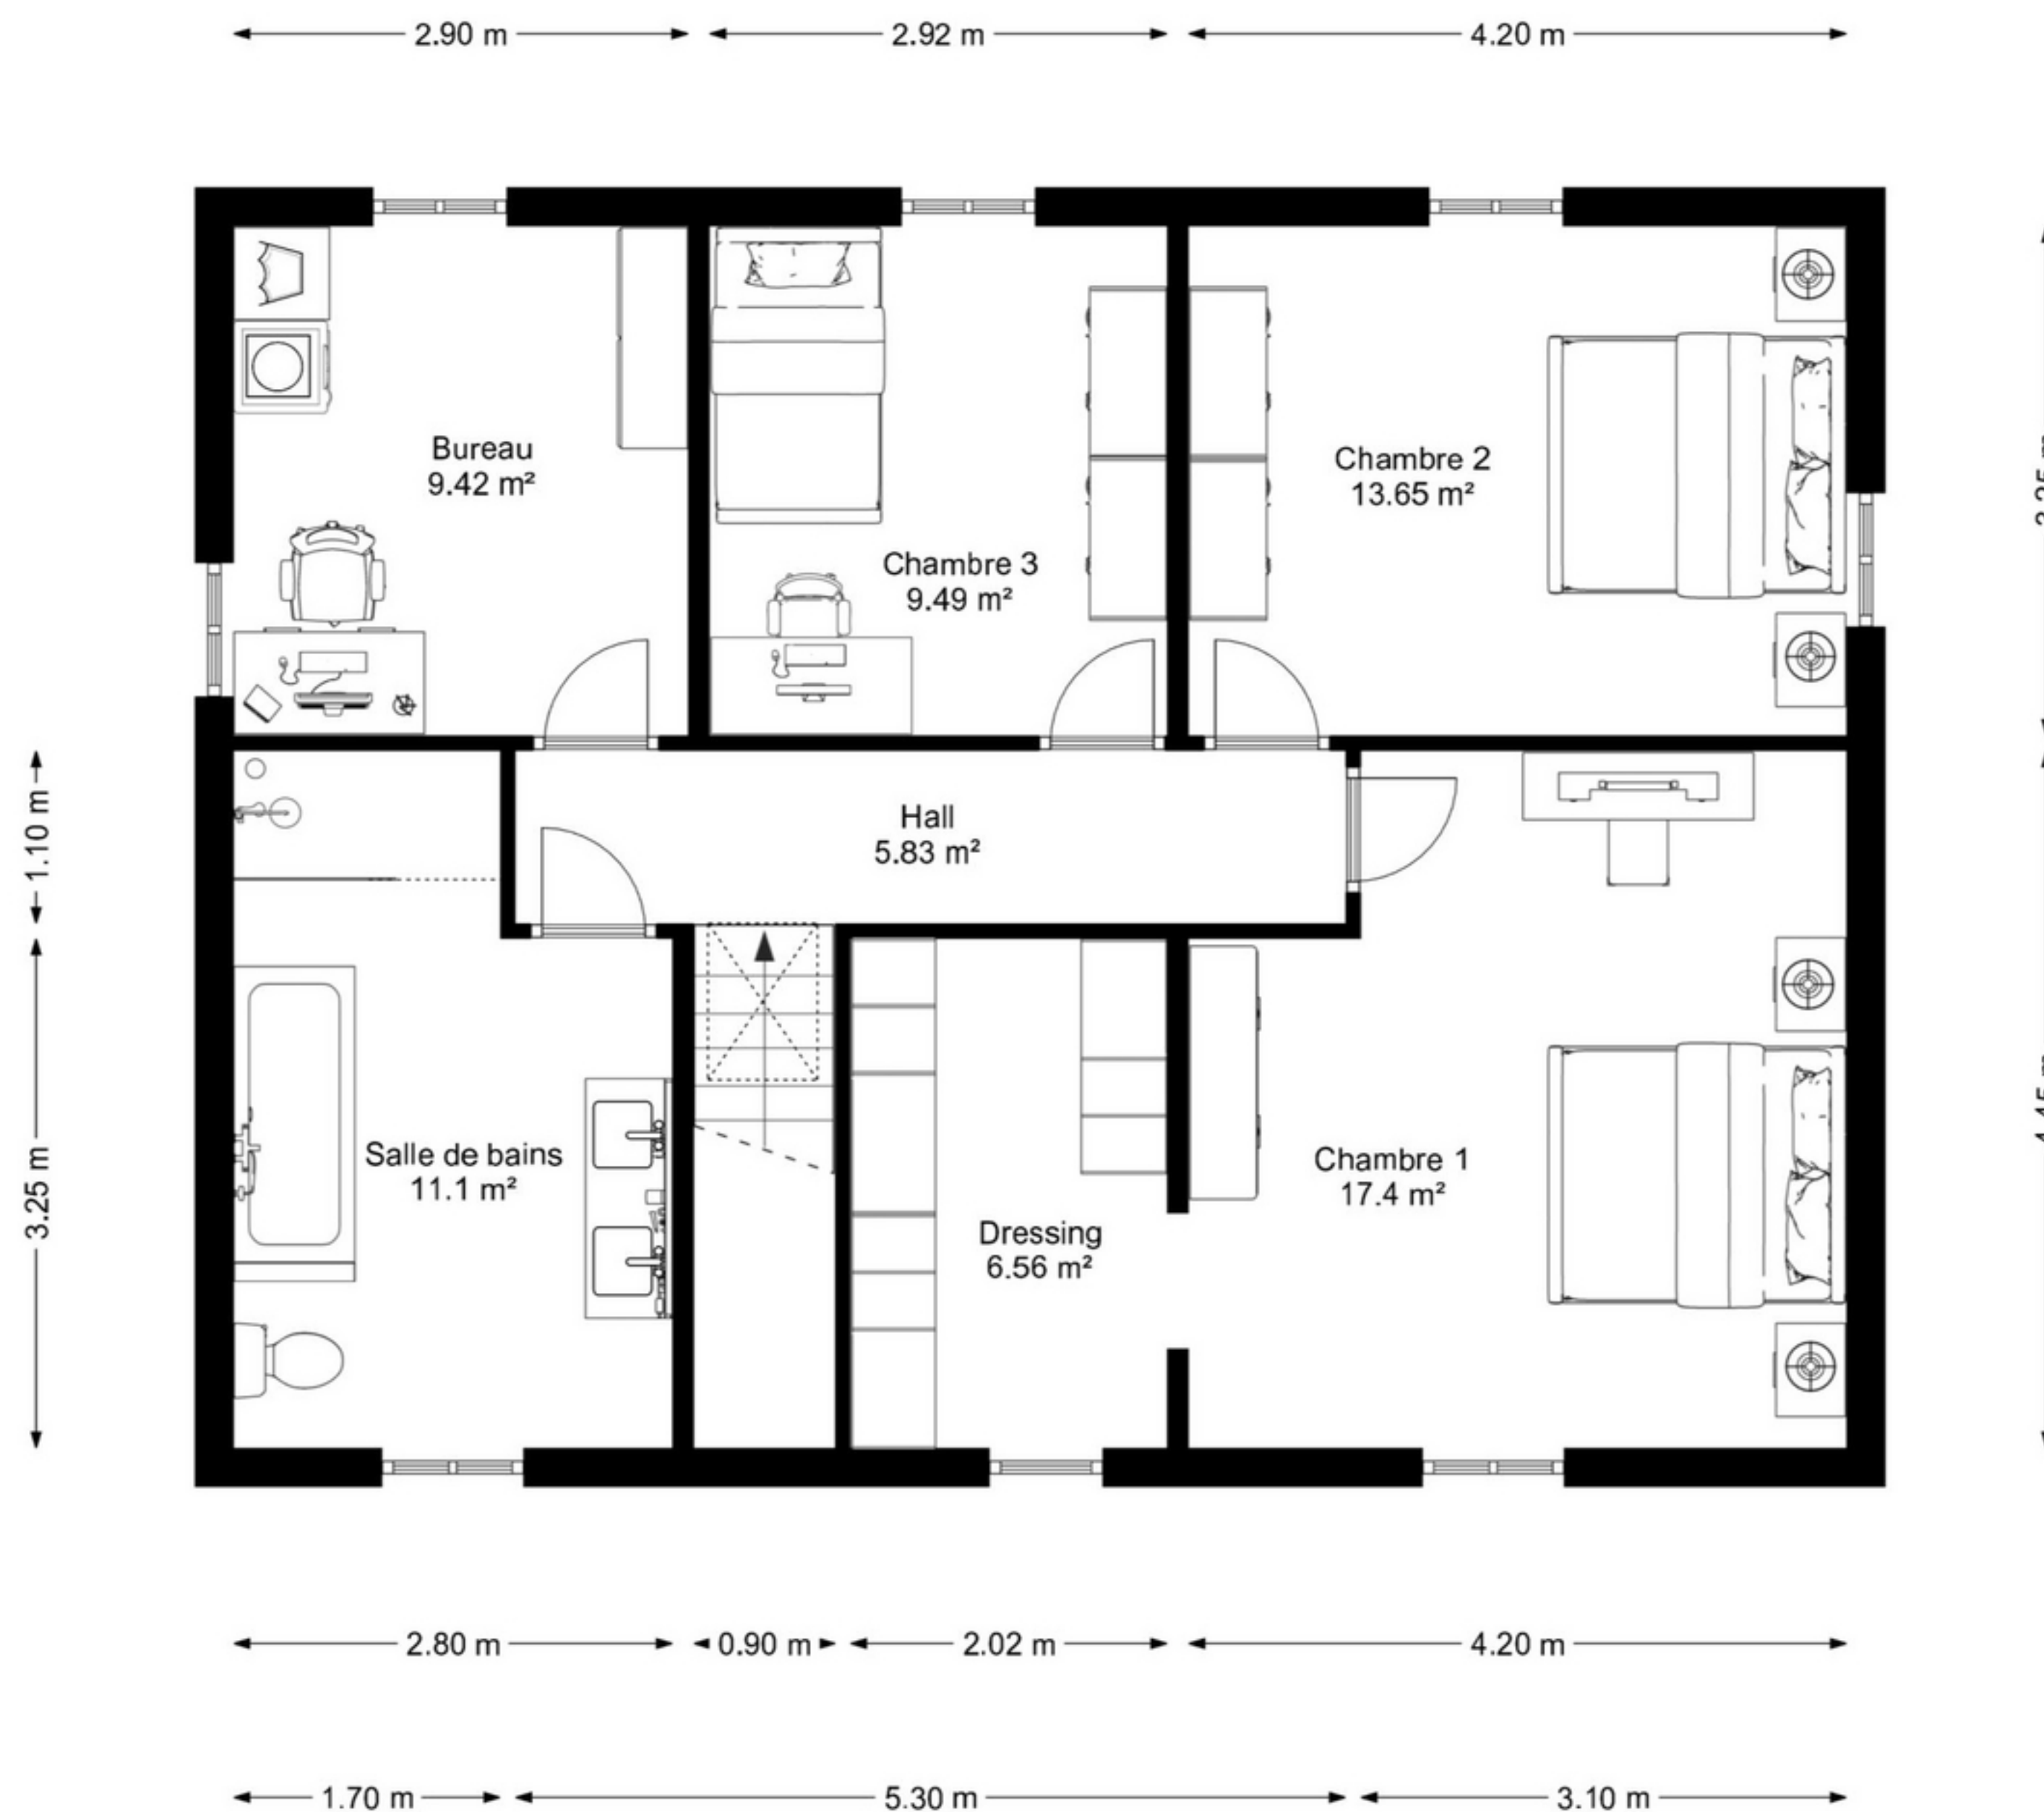 2.90 m
2.92 m
4.20 m
Bureau
9.42 m²
Chambre 3
9.49 m²
Chambre 2
13.65 m²
1.10 m
Hall
5.83 m²
3.25 m
Salle de bains
11.1 m²
Dressing
6.56 m²
Chambre 1
17.4 m²
2.80 m
0.90 m
2.02 m
4.20 m
1.70 m
5.30 m
3.10 m